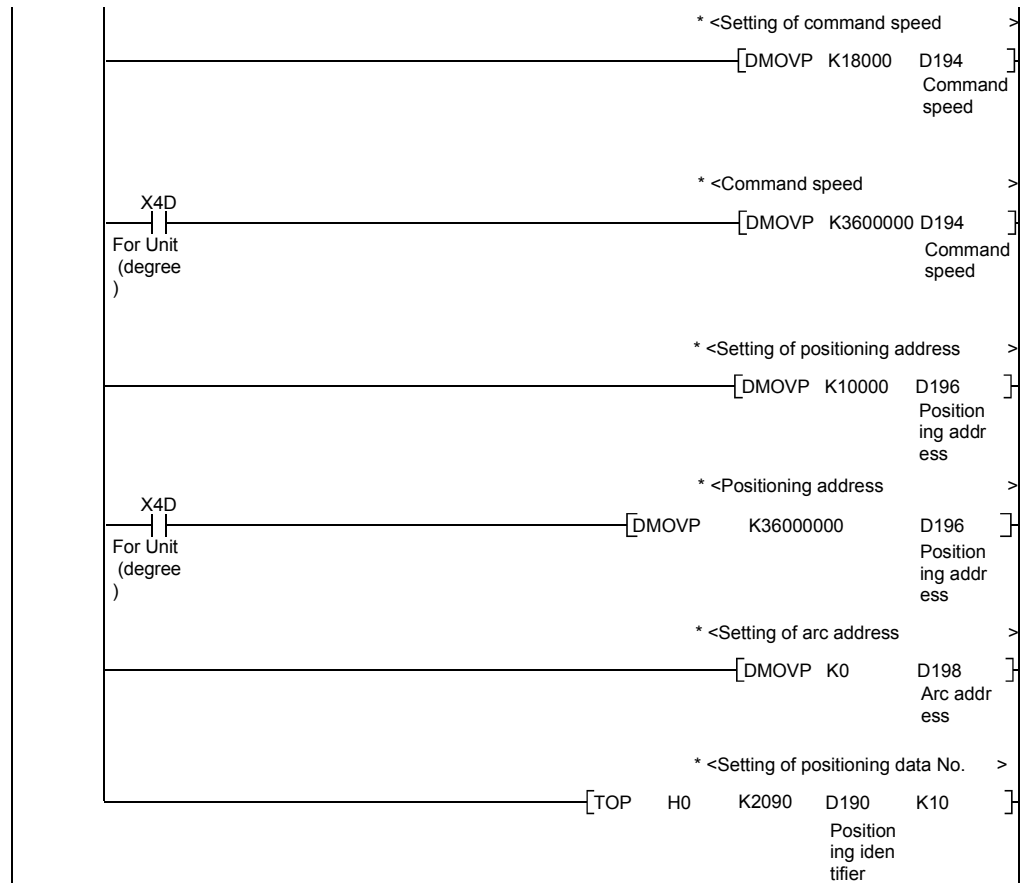 * <Setting of command speed >
DMOVP K18000 D194
Command
speed
* <Command speed >
X4D
DMOVP K3600000 D194
For Unit
(degree
)
Command
speed
* <Setting of positioning address >
DMOVP K10000 D196
Position
ing addr
ess
* <Positioning address >
X4D
DMOVP K36000000 D196
For Unit
(degree
)
Position
ing addr
ess
* <Setting of arc address >
DMOVP K0 D198
Arc addr
ess
* <Setting of positioning data No. >
TOP H0 K2090 D190 K10
Position
ing iden
tifier